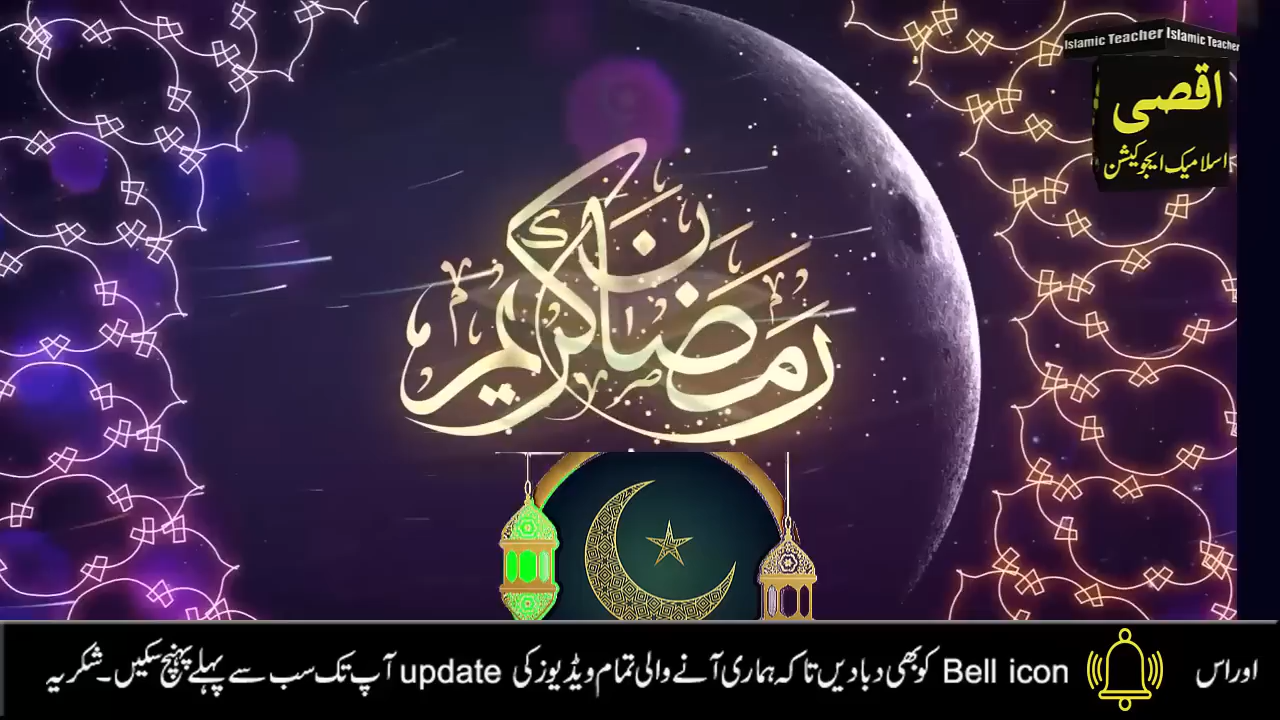 Islamic Teacher Islamic Teacher
اقصی
اسلامیک ایجوکیشن
رمضان كريم
اور اس Bell icon کو بھی دبا دیں تا کہ ہماری آنے والی تمام ویڈیوز کی update آپ تک سب سے پہلے پہنچ سکیں۔ شکریہ